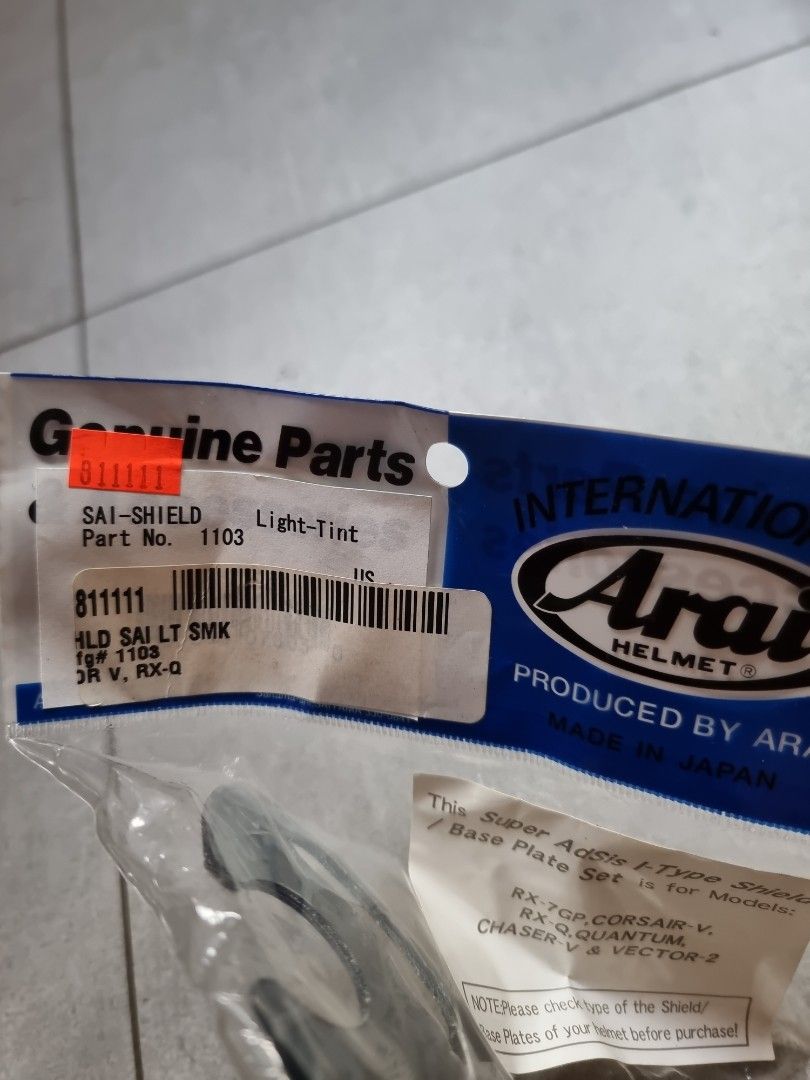 Genuine Parts
811111
SAI-SHIELD Light-Tint
Part No. 1103
US
811111
HLD SAI LT SMK
fg# 1103
OR V, RX-Q
INTERNATIO
Arai
HELMET®
PRODUCED BY ARA
MADE IN JAPAN
This Super AdSis I-Type Shield
/ Base Plate Set is for Models:
RX-7GP,CORSAIR-V,
RX-Q,QUANTUM,
CHASER-V & VECTOR-2
NOTE:Please check type of the Shield/
Base Plates of your helmet before purchase!